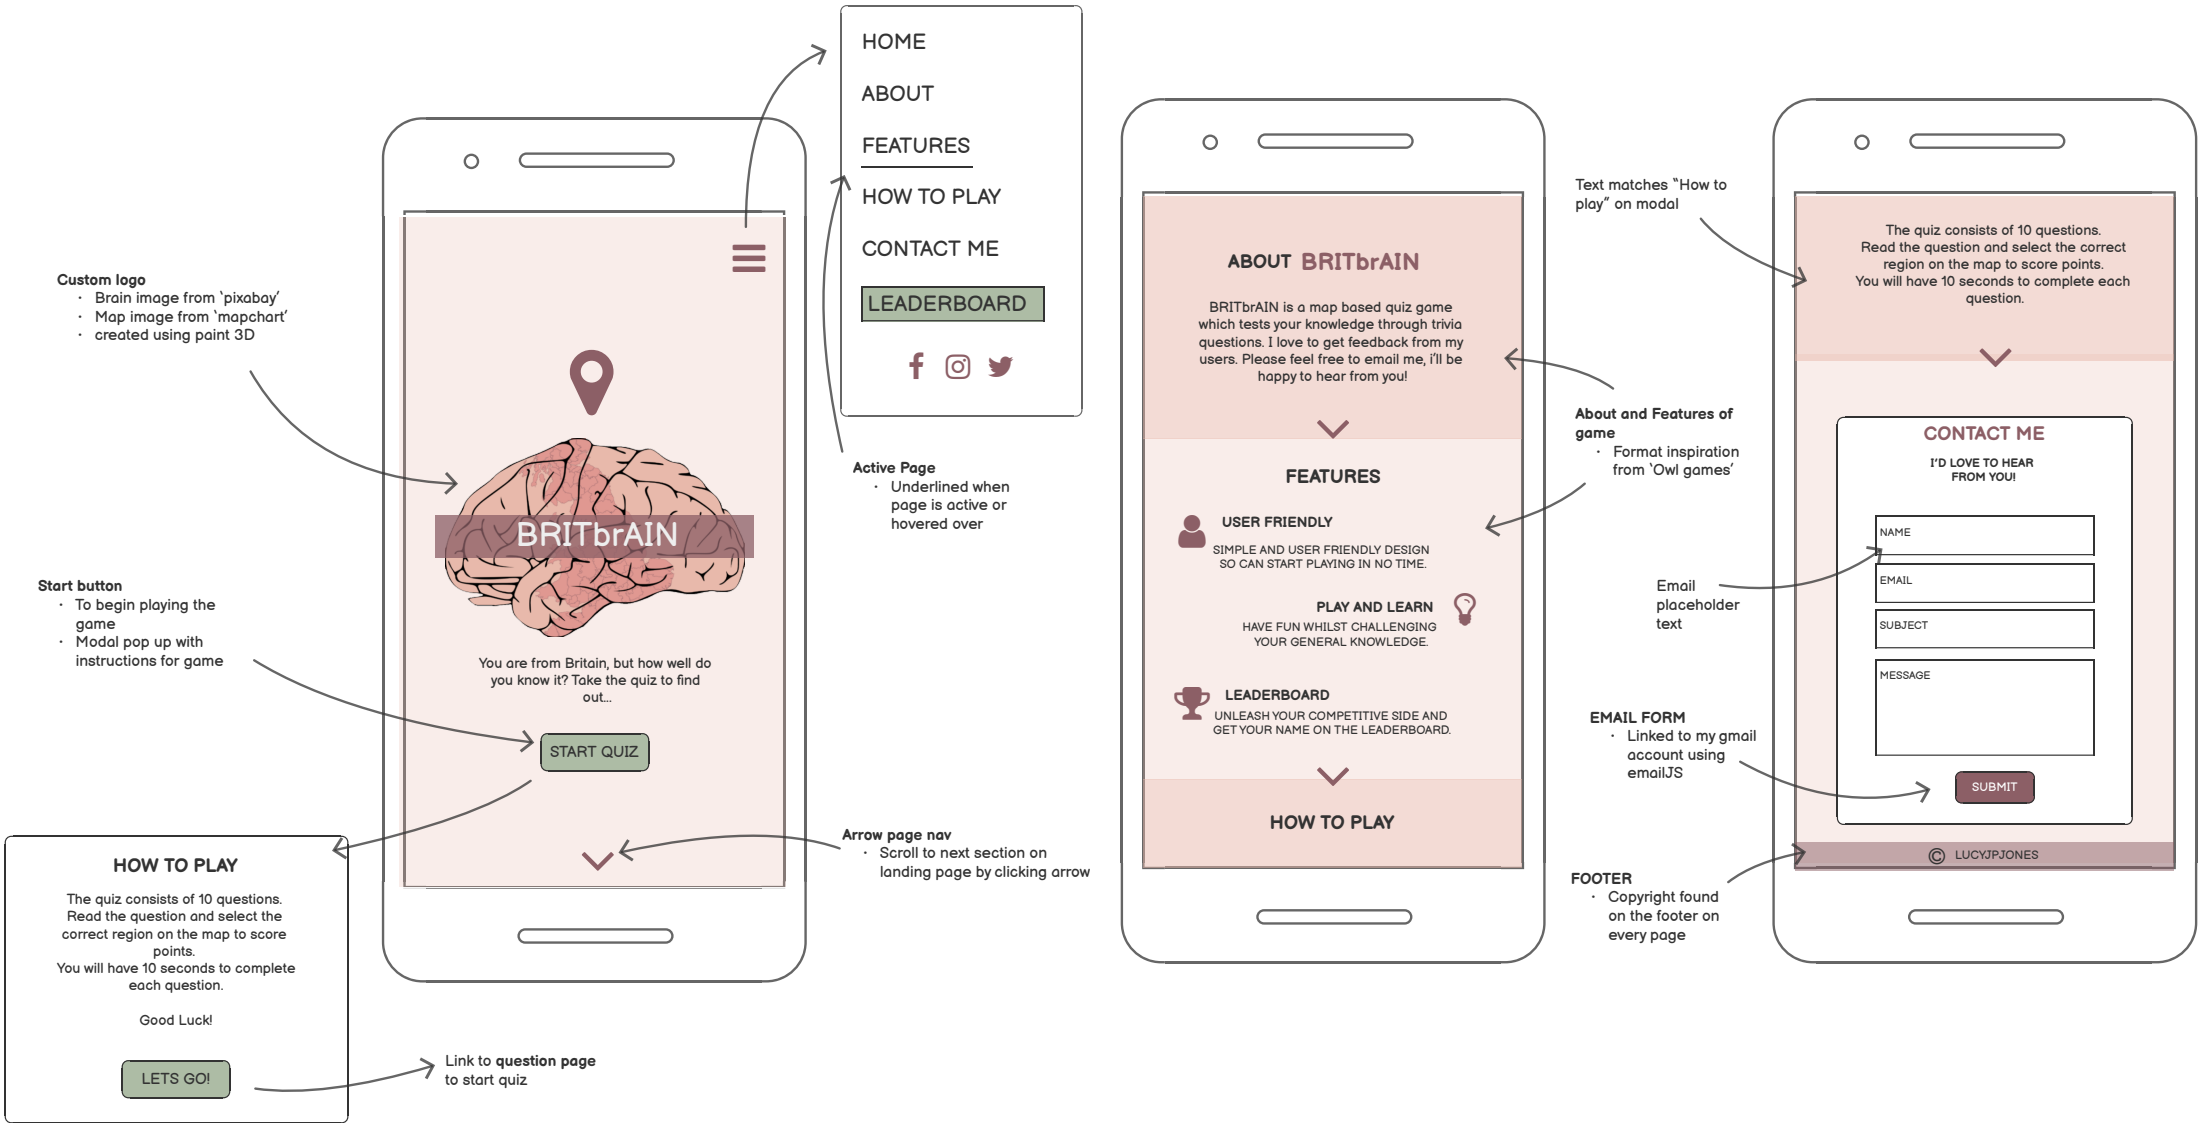 HOME
ABOUT
FEATURES
HOW TO PLAY
CONTACT ME
LEADERBOARD
Active Page
· Underlined when
page is active or
hovered over
Custom logo
· Brain image from ‘pixabay’
· Map image from ‘mapchart’
· created using paint 3D
Start button
· To begin playing the
game
· Modal pop up with
instructions for game
BRITbrAIN
You are from Britain, but how well do
you know it? Take the quiz to find
out...
START QUIZ
Arrow page nav
· Scroll to next section on
landing page by clicking arrow
HOW TO PLAY
The quiz consists of 10 questions.
Read the question and select the
correct region on the map to score
points.
You will have 10 seconds to complete
each question.
Good Luck!
LETS GO!
Link to question page
to start quiz
ABOUT BRITbrAIN
BRITbrAIN is a map based quiz game
which tests your knowledge through trivia
questions. I love to get feedback from my
users. Please feel free to email me, i’ll be
happy to hear from you!
FEATURES
USER FRIENDLY
SIMPLE AND USER FRIENDLY DESIGN
SO CAN START PLAYING IN NO TIME.
PLAY AND LEARN
HAVE FUN WHILST CHALLENGING
YOUR GENERAL KNOWLEDGE.
LEADERBOARD
UNLEASH YOUR COMPETITIVE SIDE AND
GET YOUR NAME ON THE LEADERBOARD.
HOW TO PLAY
Text matches “How to
play” on modal
About and Features of
game
· Format inspiration
from ‘Owl games’
Email
placeholder
text
EMAIL FORM
· Linked to my gmail
account using
emailJS
FOOTER
· Copyright found
on the footer on
every page
The quiz consists of 10 questions.
Read the question and select the correct
region on the map to score points.
You will have 10 seconds to complete each
question.
CONTACT ME
I’D LOVE TO HEAR
FROM YOU!
NAME
EMAIL
SUBJECT
MESSAGE
SUBMIT
© LUCYJPJONES